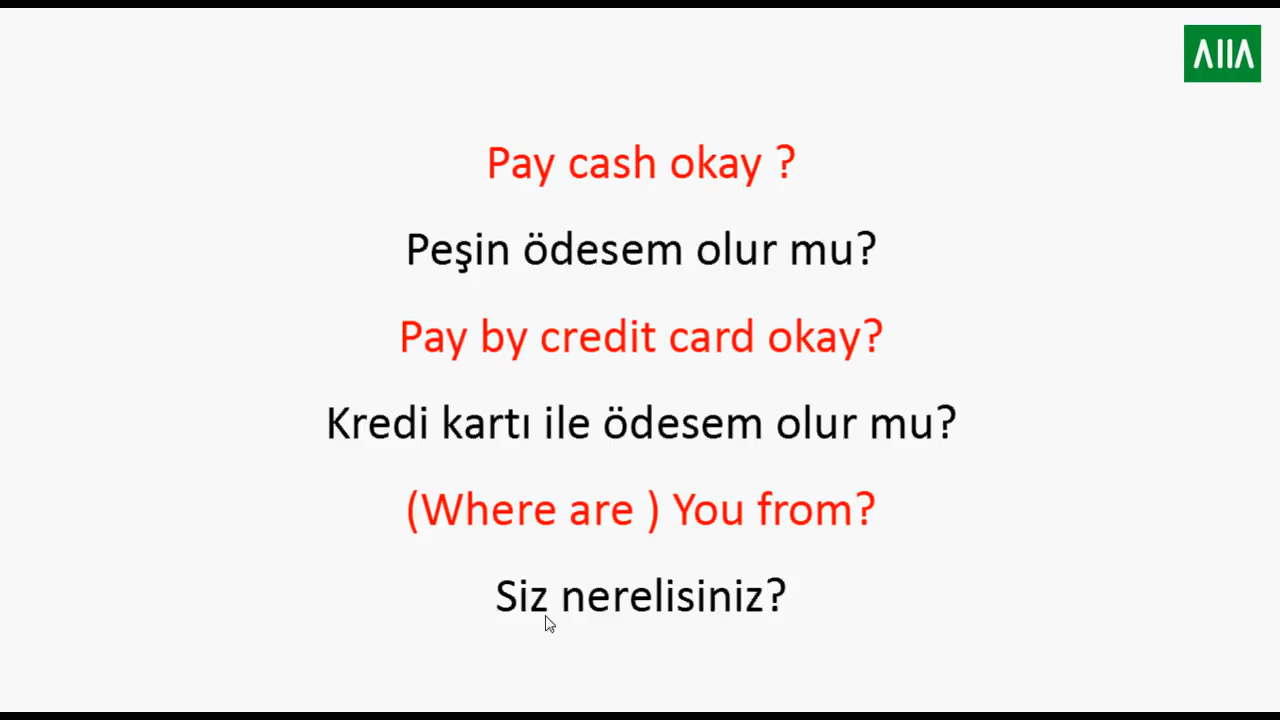 AIIA
Pay cash okay ?
Peşin ödesem olur mu?
Pay by credit card okay?
Kredi kartı ile ödesem olur mu?
(Where are ) You from?
Siz nerelisiniz?